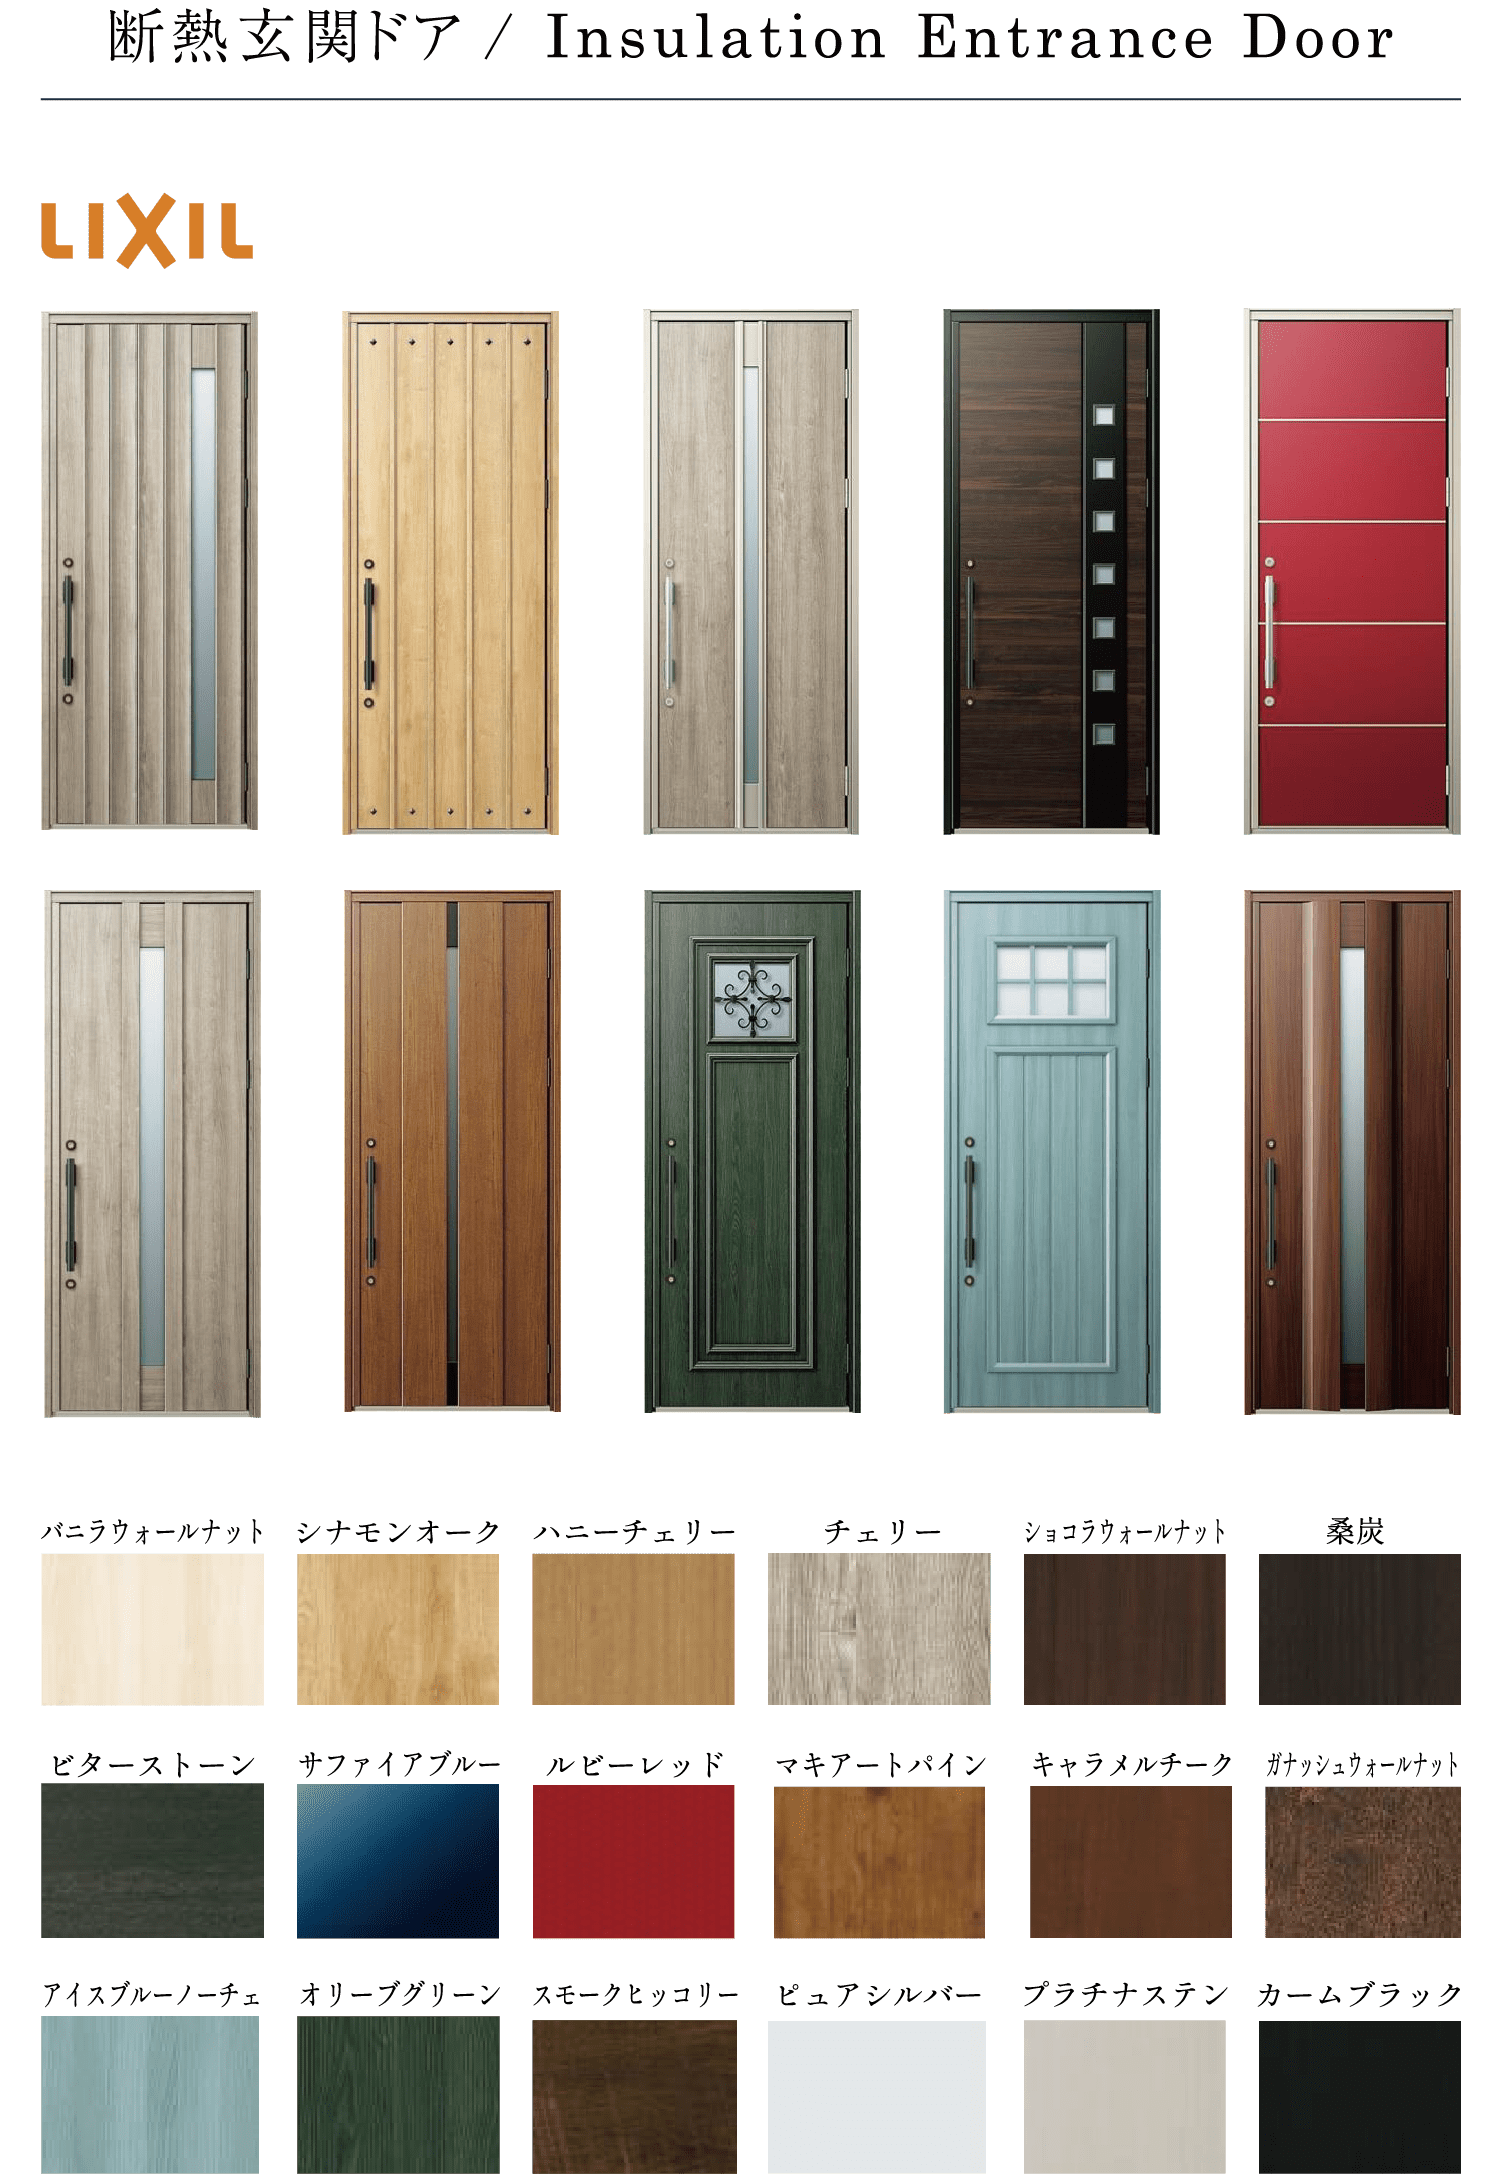 断熱玄関ドア / Insulation Entrance Door
LIXIL
バニラウォールナット シナモンオーク ハニーチェリー チェリー ショコラウォールナット 桑炭
ビターストーン サファイアブルー ルビーレッド マキアートパイン キャラメルチーク ガナッシュウォールナット
アイスブルーノーチェ オリーブグリーン スモークヒッコリー ピュアシルバー プラチナステン カームブラック